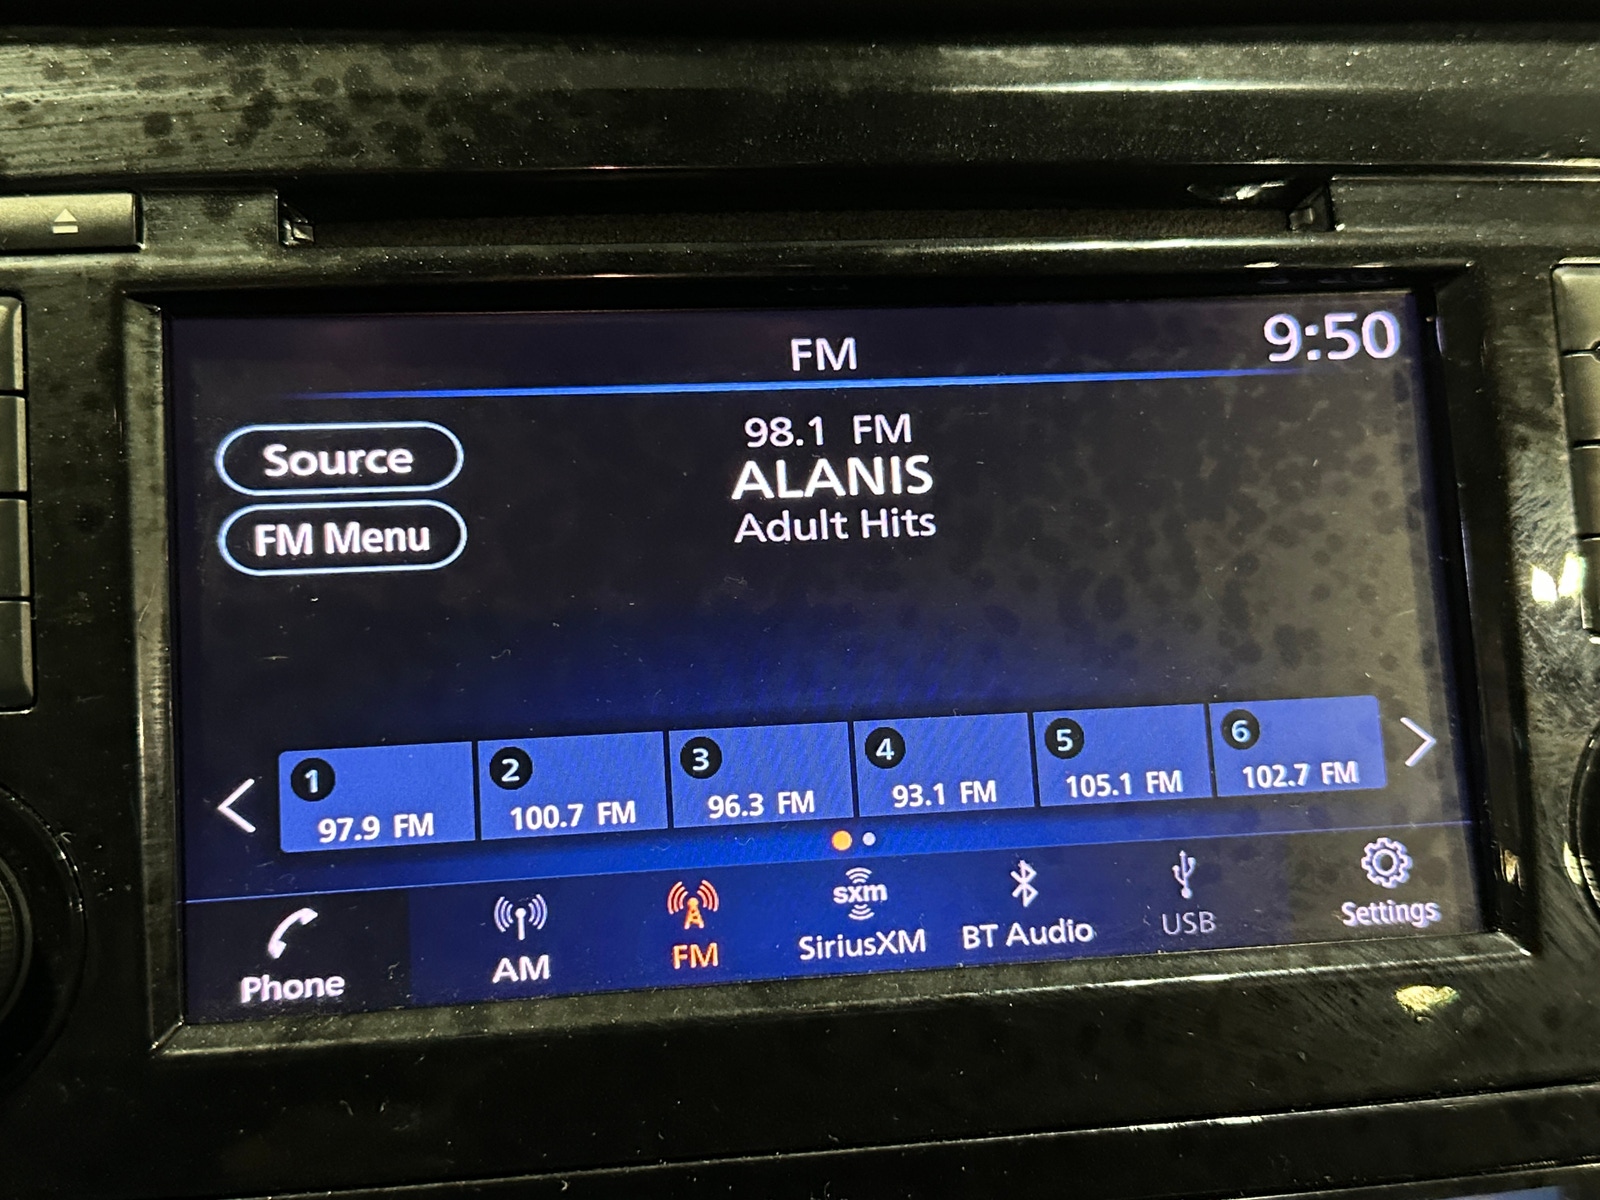 FM
9:50
98.1 FM
ALANIS
Adult Hits
Source
FM Menu
1
97.9 FM
2
100.7 FM
3
96.3 FM
4
93.1 FM
5
105.1 FM
6
102.7 FM
Phone
AM
FM
sxm
SiriusXM
BT Audio
USB
Settings